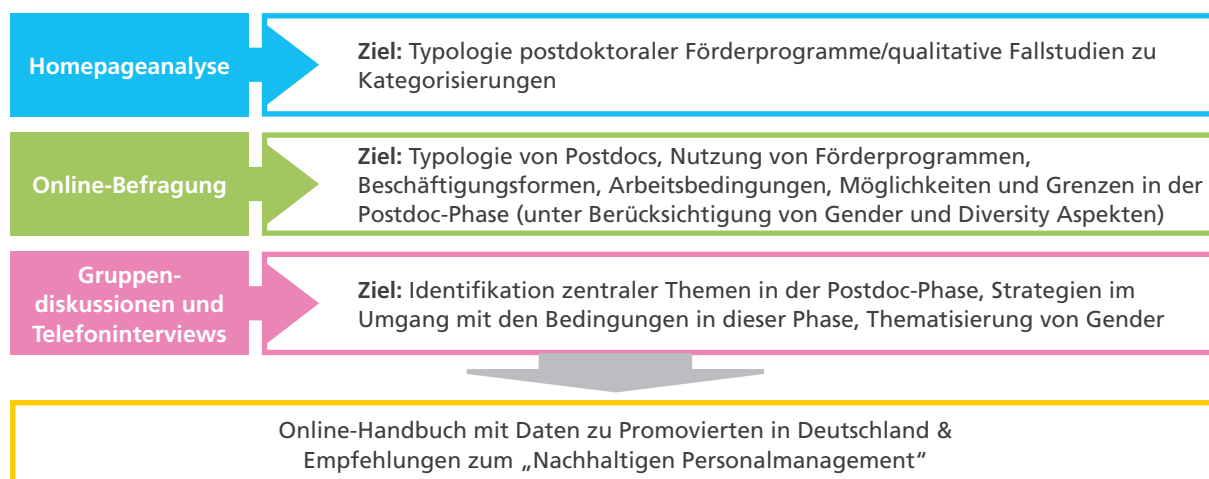 Homepageanalyse
Ziel: Typologie postdoktoraler Förderprogramme/qualitative Fallstudien zu
Kategorisierungen
Online-Befragung
Ziel: Typologie von Postdocs, Nutzung von Förderprogrammen,
Beschäftigungsformen, Arbeitsbedingungen, Möglichkeiten und Grenzen in der
Postdoc-Phase (unter Berücksichtigung von Gender und Diversity Aspekten)
Gruppen-
diskussionen und
Telefoninterviews
Ziel: Identifikation zentraler Themen in der Postdoc-Phase, Strategien im
Umgang mit den Bedingungen in dieser Phase, Thematisierung von Gender
Online-Handbuch mit Daten zu Promovierten in Deutschland &
Empfehlungen zum „Nachhaltigen Personalmanagement“